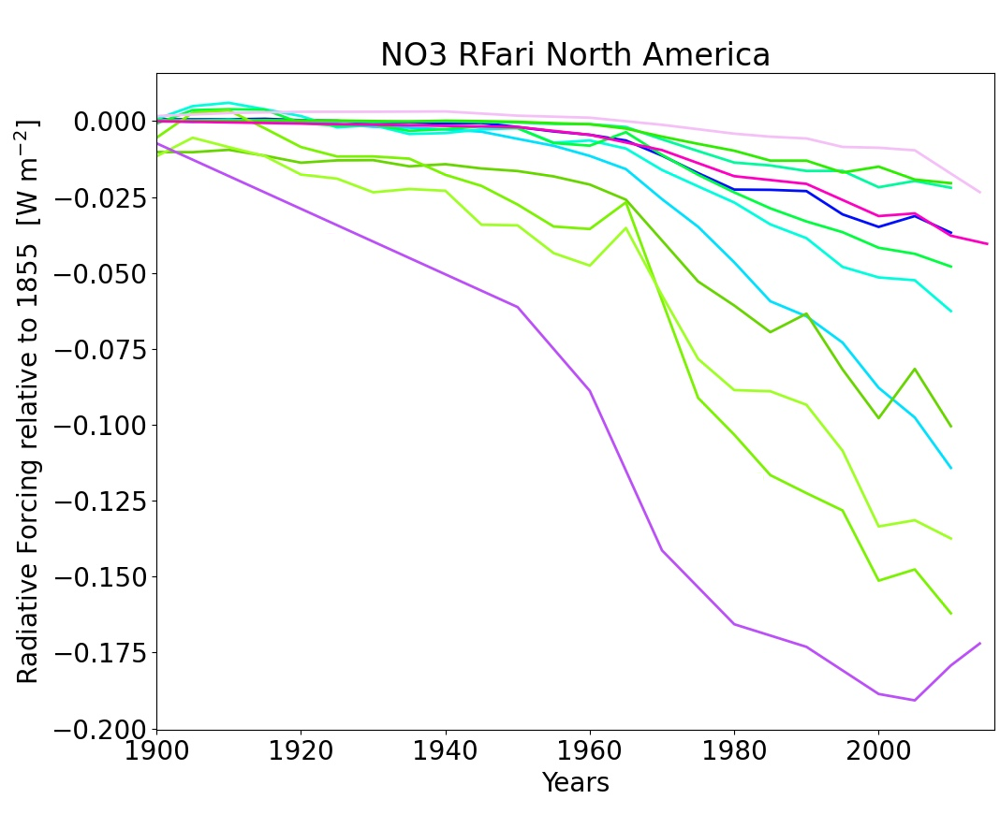 NO3 RFari North America
Radiative Forcing relative to 1855 [W m⁻²]
0.000
−0.025
−0.050
−0.075
−0.100
−0.125
−0.150
−0.175
−0.200
1900 1920 1940 1960 1980 2000
Years